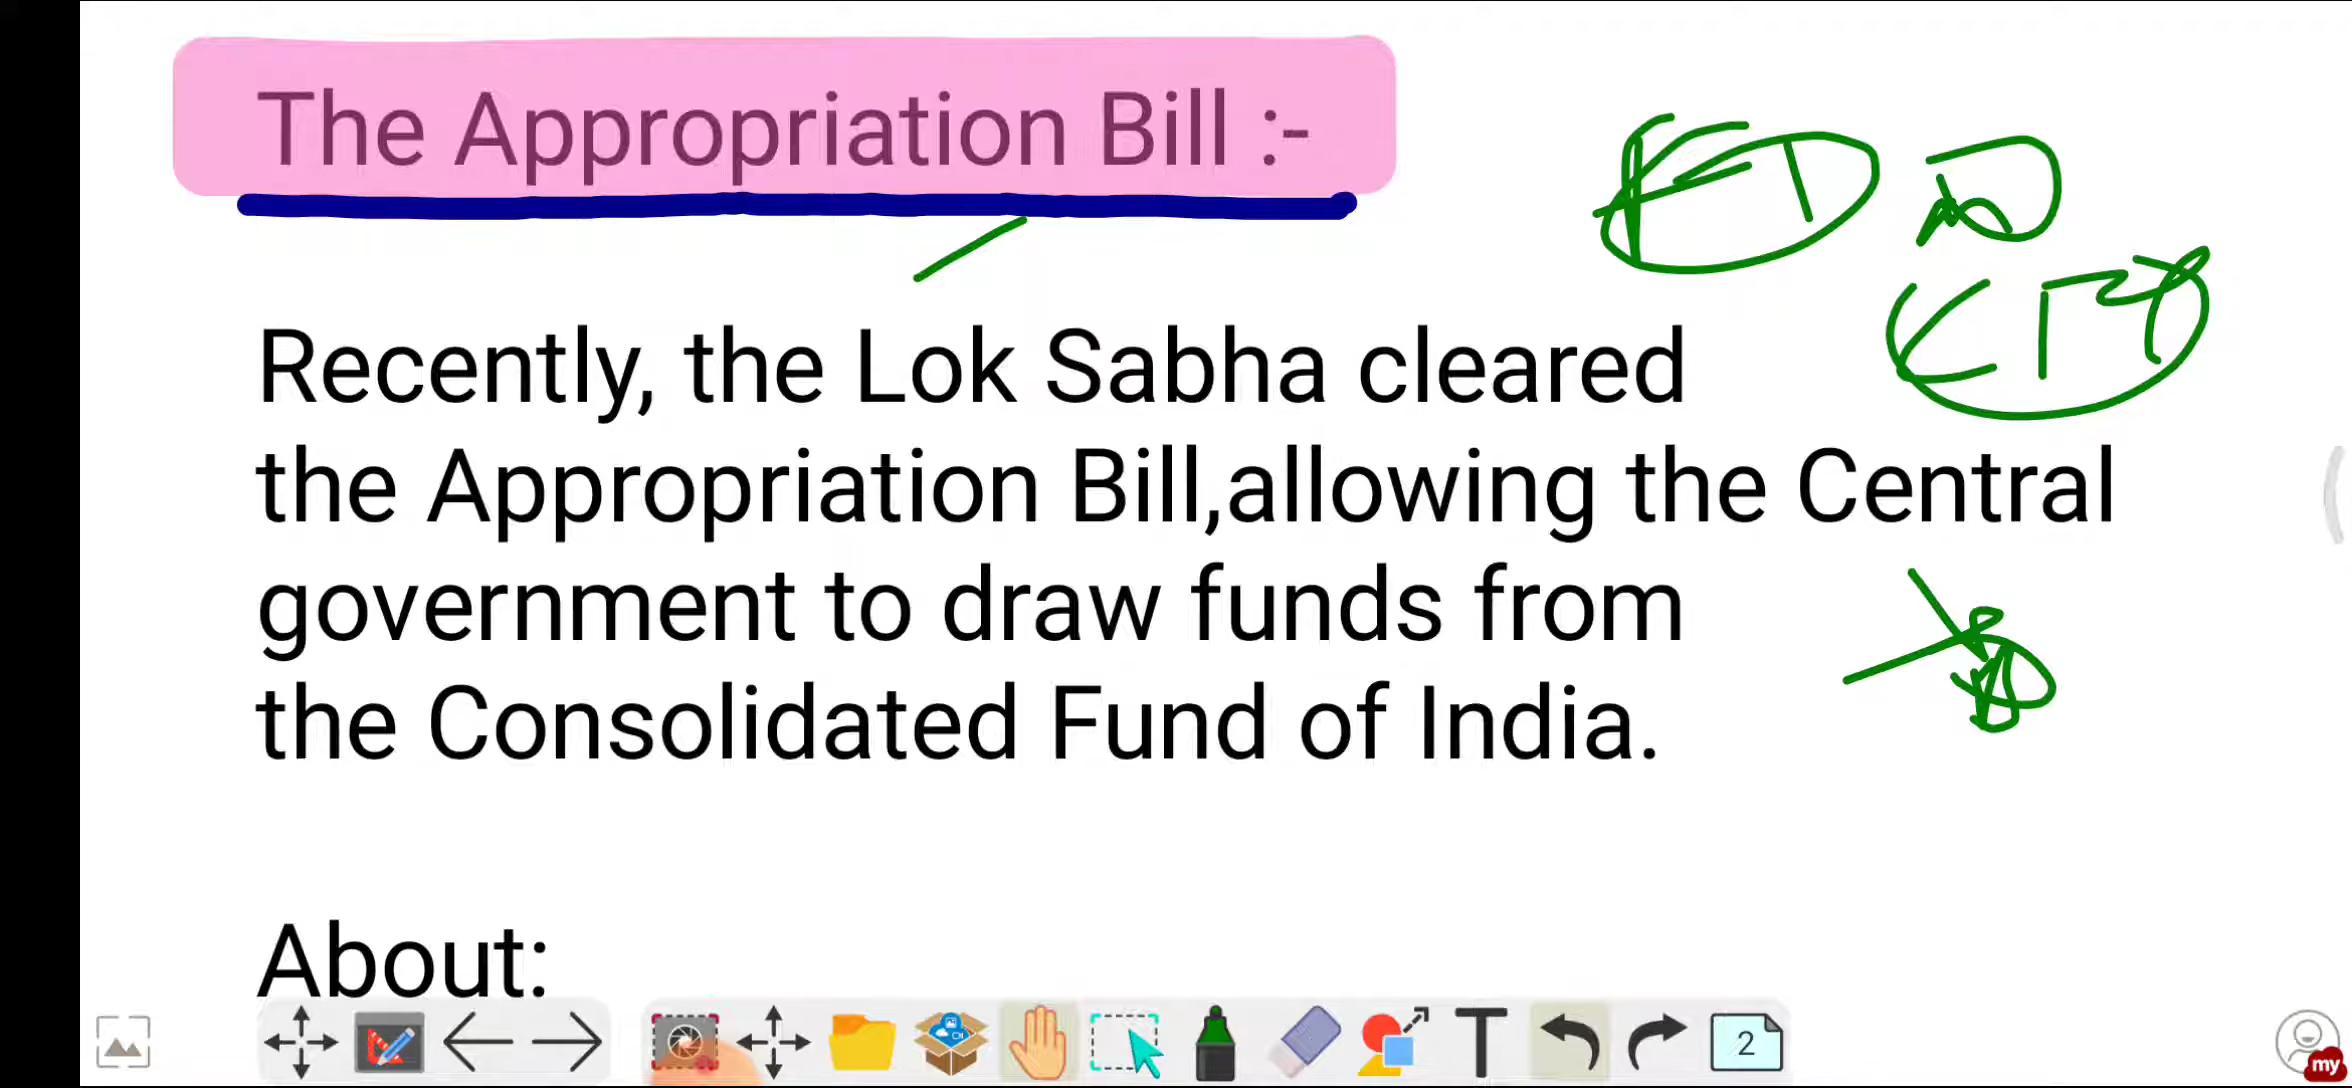 The Appropriation Bill :-
Recently, the Lok Sabha cleared
the Appropriation Bill,allowing the Central
government to draw funds from
the Consolidated Fund of India.
About:
2
my